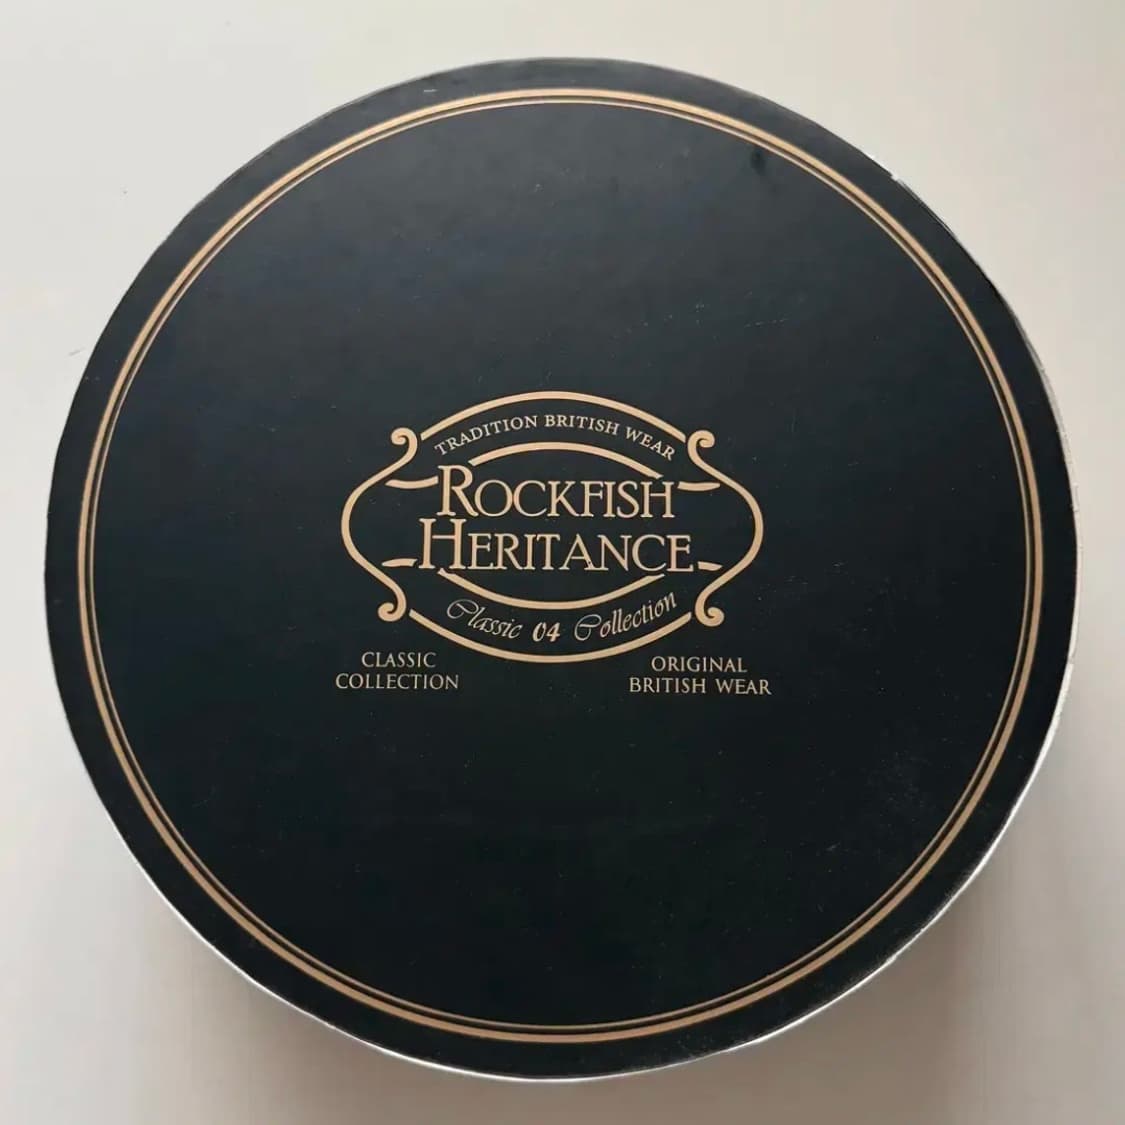 TRADITION BRITISH WEAR
ROCKFISH
HERITANCE
Classic 04 Collection
CLASSIC
COLLECTION
ORIGINAL
BRITISH WEAR